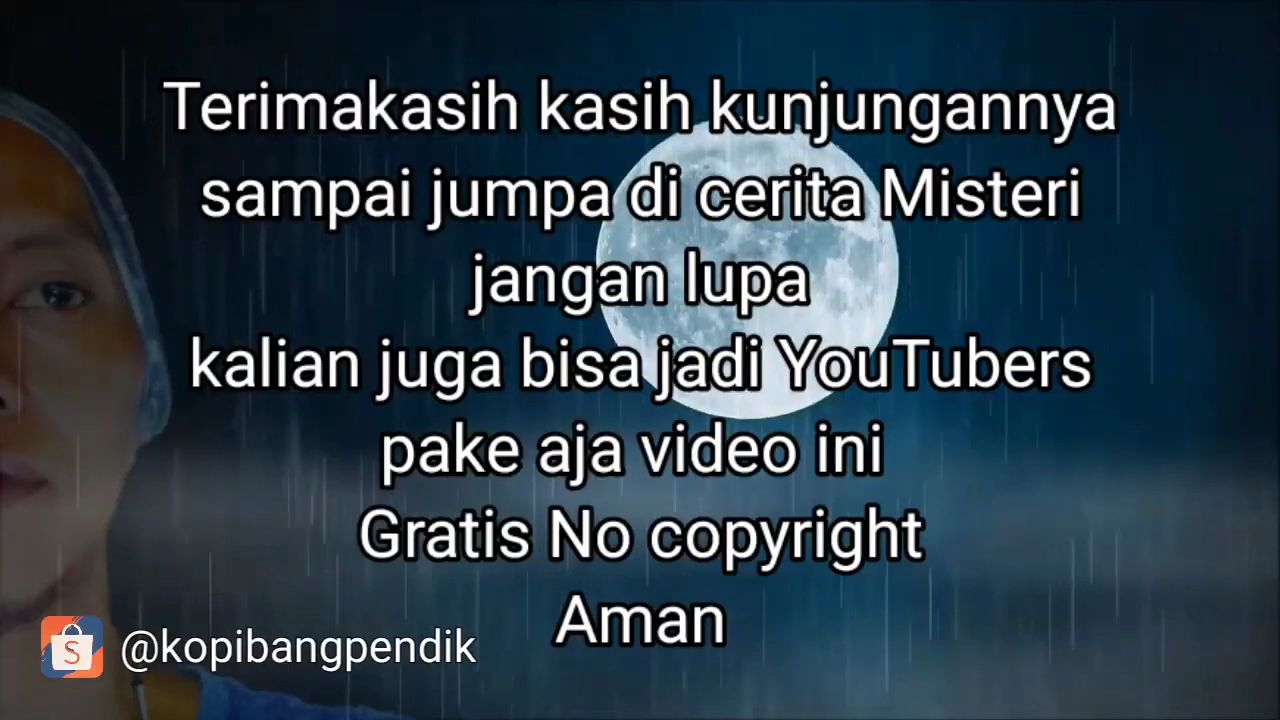 Terimakasih kasih kunjungannya
sampai jumpa di cerita Misteri
jangan lupa
kalian juga bisa jadi YouTubers
pake aja video ini
Gratis No copyright
Aman
S @kopibangpendik